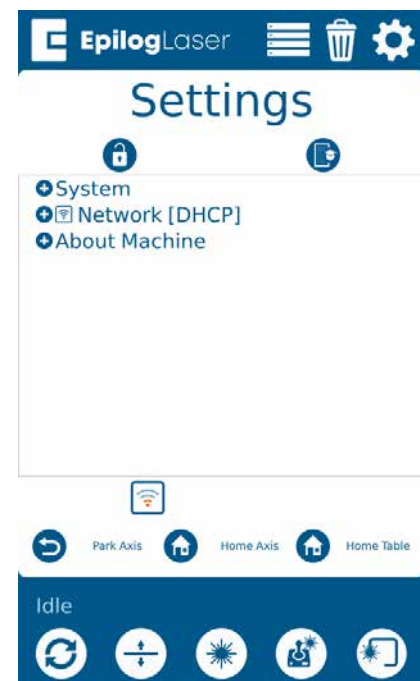 EpilogLaser
Settings
System
Network [DHCP]
About Machine
Park Axis Home Axis Home Table
Idle